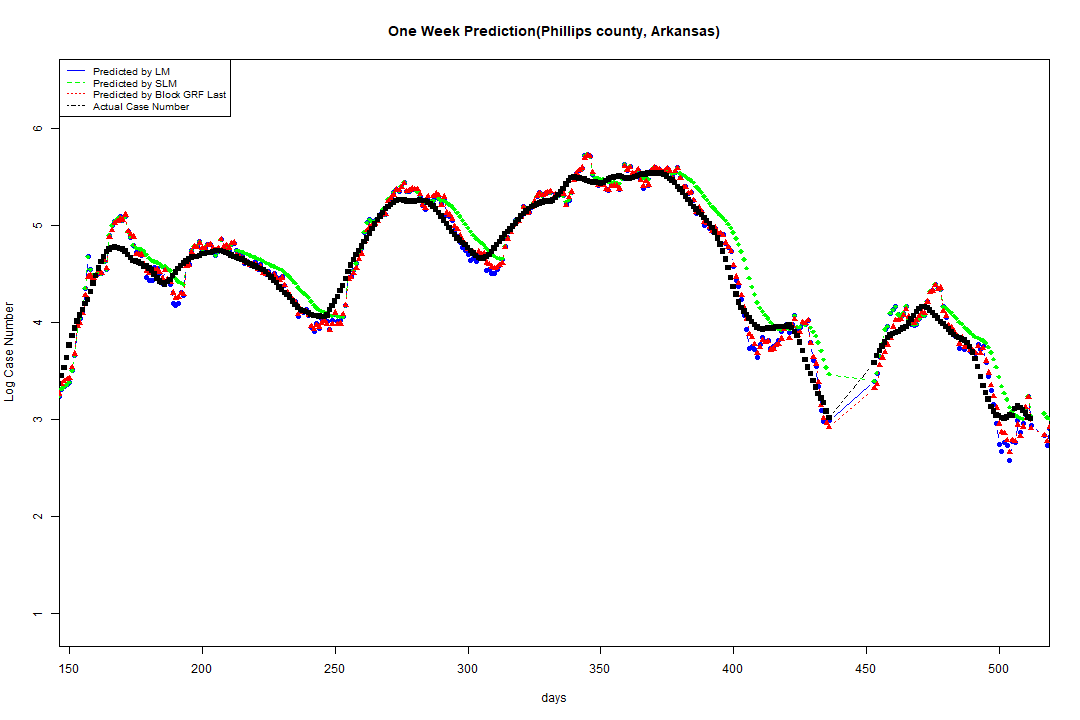 One Week Prediction(Phillips county, Arkansas)
Predicted by LM
Predicted by SLM
Predicted by Block GRF Last
Actual Case Number
6
5
4
3
2
1
Log Case Number
150 200 250 300 350 400 450 500
days